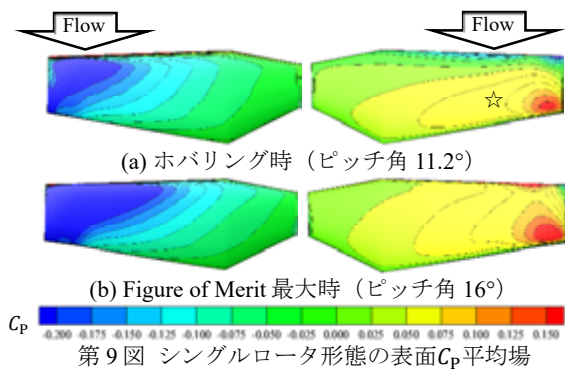 Flow Flow
☆
(a) ホバリング時（ピッチ角 11.2°）
(b) Figure of Merit 最大時（ピッチ角 16°）
C_P -0.200 -0.175 -0.150 -0.125 -0.100 -0.075 -0.050 -0.025 0.000 0.025 0.050 0.075 0.100 0.125 0.150
第 9 図 シングルロータ形態の表面C_P平均場